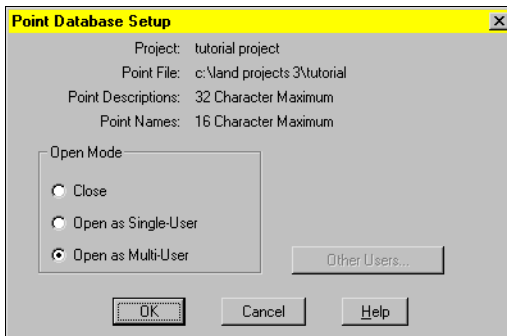 Point Database Setup
Project: tutorial project
Point File: c:\land projects 3\tutorial
Point Descriptions: 32 Character Maximum
Point Names: 16 Character Maximum
Open Mode
Close
Open as Single-User
Open as Multi-User
Other Users...
OK Cancel Help